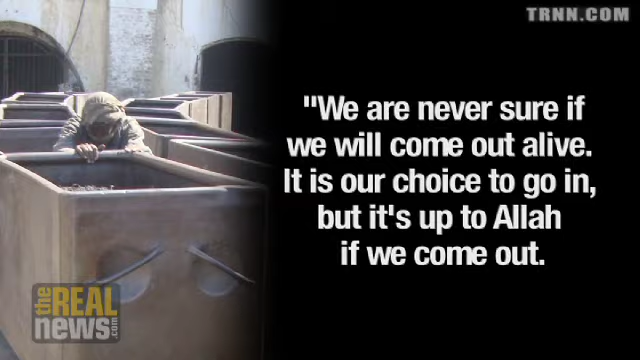 TRNN.COM
"We are never sure if
we will come out alive.
It is our choice to go in,
but it's up to Allah
if we come out.
the REAL
news.com